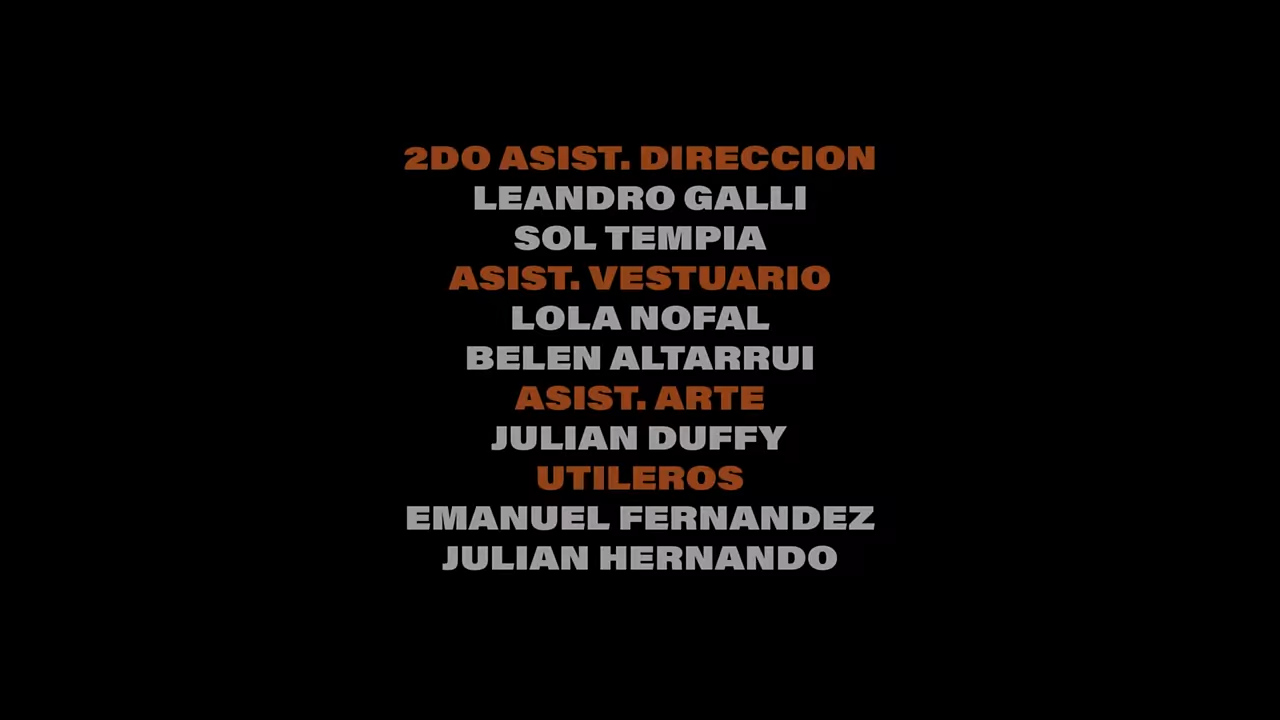 2DO ASIST. DIRECCION
LEANDRO GALLI
SOL TEMPIA
ASIST. VESTUARIO
LOLA NOFAL
BELEN ALTARRUI
ASIST. ARTE
JULIAN DUFFY
UTILEROS
EMANUEL FERNANDEZ
JULIAN HERNANDO